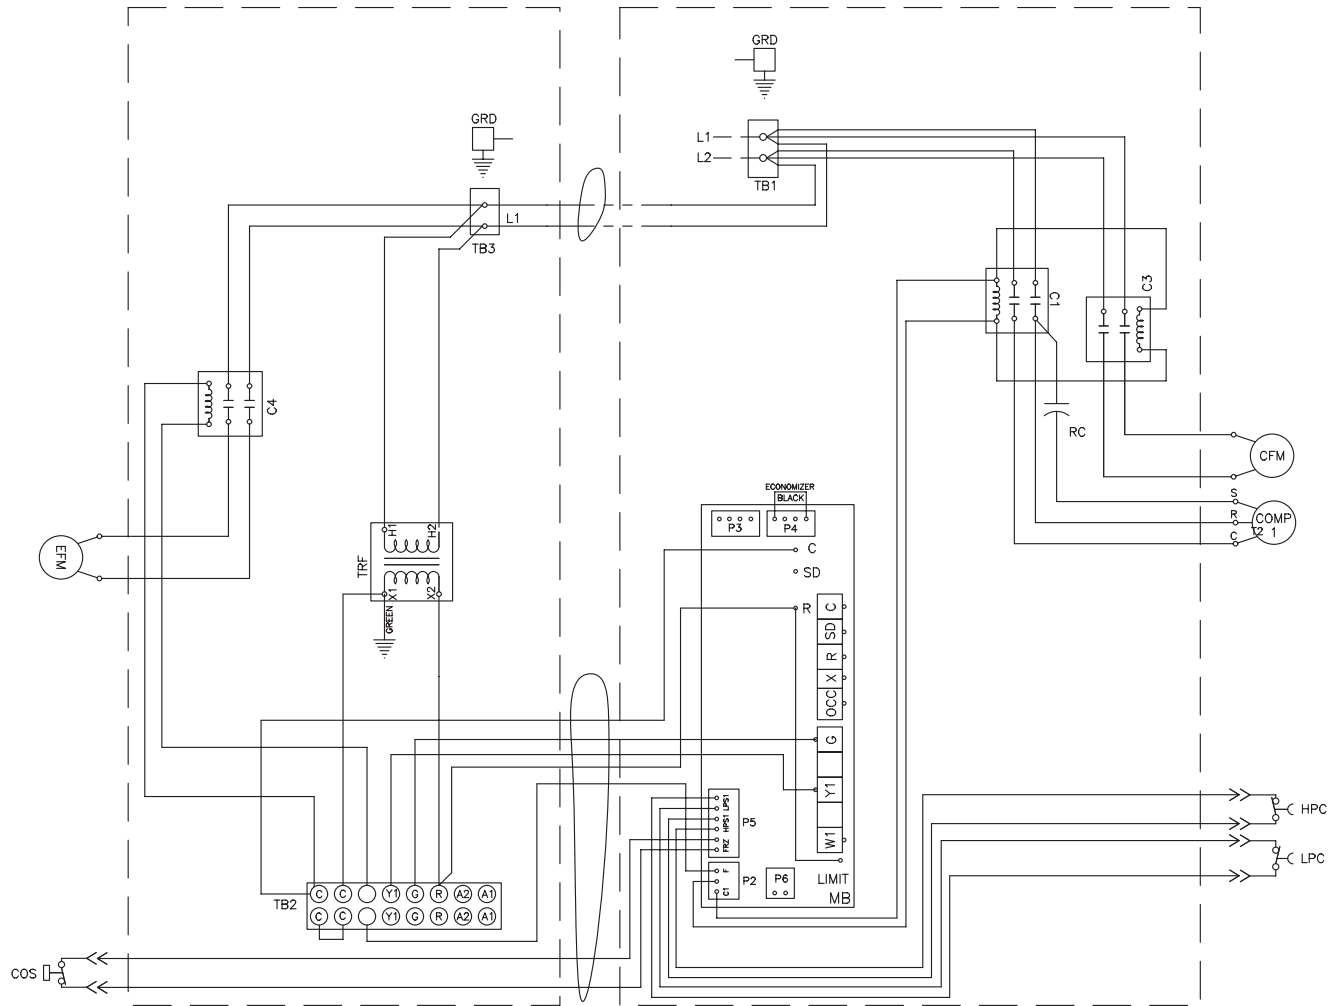 GRD
GRD
L1
L2
TB1
L1
TB3
C1
C3
C4
RC
CFM
S
R
C
COMP
T2 1
ECONOMIZER
BLACK
P3
P4
EFM
TRF
H1
H2
X1
X2
GREEN
C
SD
R
C
SD
R
X
OCC
G
Y1
W1
LPS1
HPS1
FRZ
P5
F
C1
P2
P6
LIMIT
MB
HPC
LPC
TB2
C C Y1 G R A2 A1
C C Y1 G R A2 A1
COS